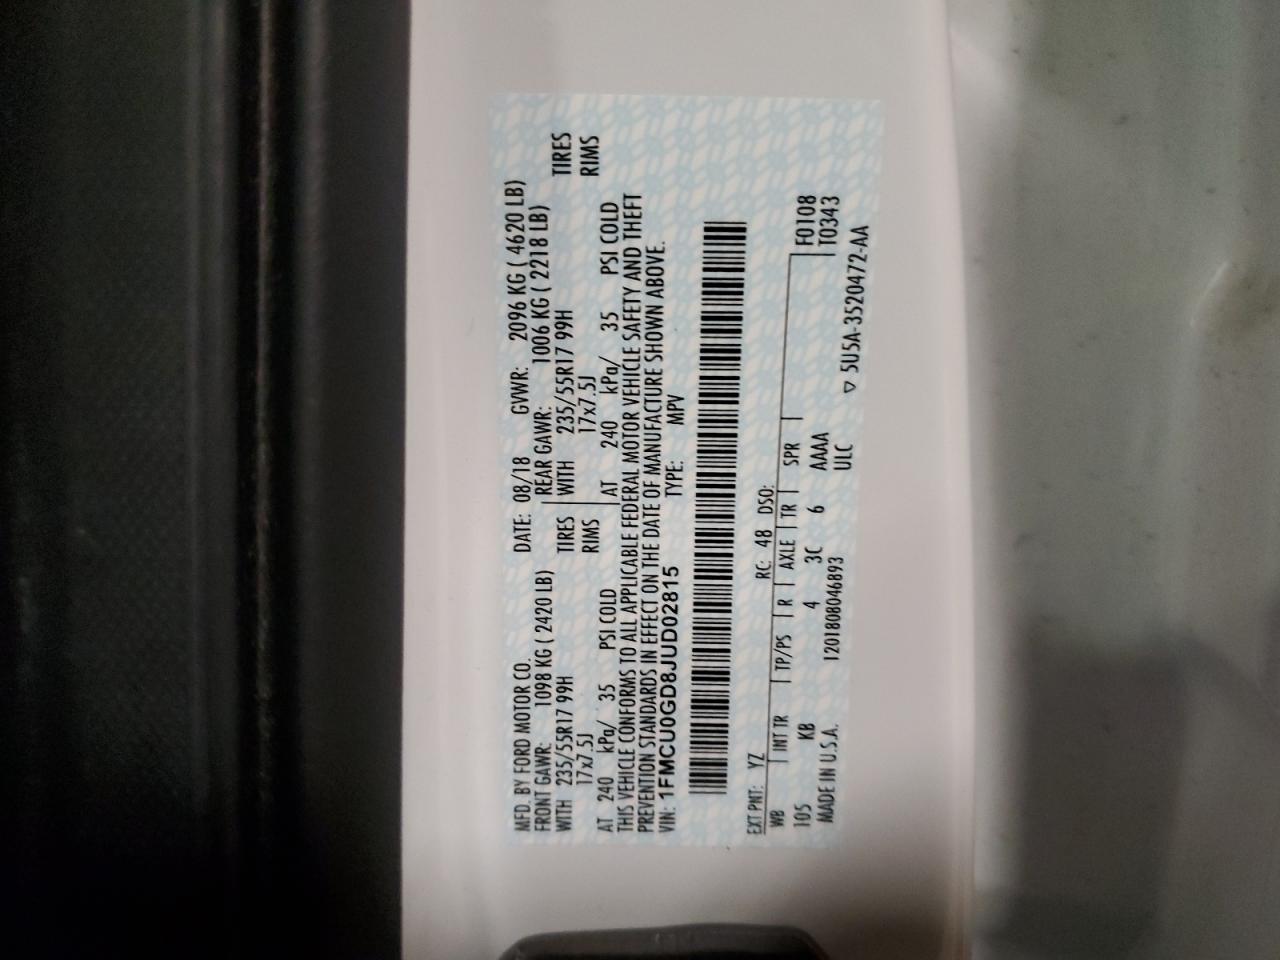 MFD. BY FORD MOTOR CO. DATE: 08/18 GVWR: 2096 KG ( 4620 LB)
FRONT GAWR: 1098 KG ( 2420 LB) REAR GAWR: 1006 KG ( 2218 LB)
WITH 235/55R17 99H TIRES WITH 235/55R17 99H TIRES
17x7.5J RIMS 17x7.5J RIMS
AT 240 kPa/ 35 PSI COLD AT 240 kPa/ 35 PSI COLD
THIS VEHICLE CONFORMS TO ALL APPLICABLE FEDERAL MOTOR VEHICLE SAFETY AND THEFT
PREVENTION STANDARDS IN EFFECT ON THE DATE OF MANUFACTURE SHOWN ABOVE.
VIN: 1FMCU0GD8JUD02815 TYPE: MPV
EXT PNT: YZ RC: 48 DSO:
WB INT TR TP/PS R AXLE TR SPR
105 KB 4 3C 6 AAAA F0108
MADE IN U.S.A. 1201808046893 ULC T0343
▽ 5U5A-3520472-AA